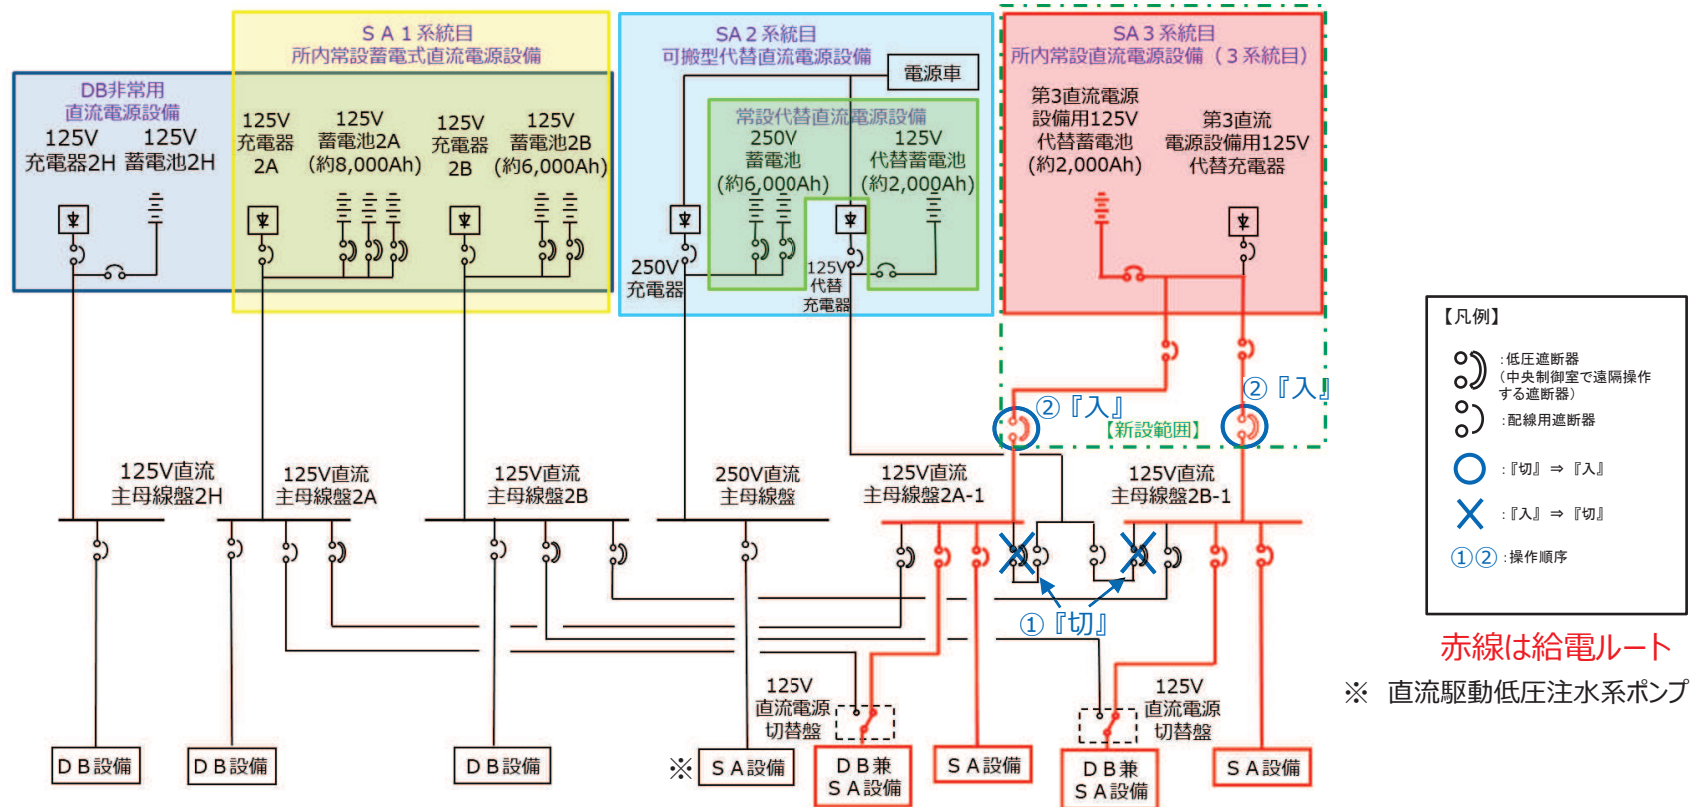 ＳＡ１系統目
所内常設蓄電式直流電源設備
SA２系統目
可搬型代替直流電源設備
SA３系統目
所内常設直流電源設備（３系統目）
DB非常用
直流電源設備
125V
充電器2H
125V
蓄電池2H
125V
充電器
2A
125V
蓄電池2A
(約8,000Ah)
125V
充電器
2B
125V
蓄電池2B
(約6,000Ah)
電源車
常設代替直流電源設備
250V
蓄電池
(約6,000Ah)
125V
代替蓄電池
(約2,000Ah)
第3直流電源
設備用125V
代替蓄電池
(約2,000Ah)
第3直流
電源設備用125V
代替充電器
250V
充電器
125V
代替
充電器
②『入』
②『入』
【新設範囲】
125V直流
主母線盤2H
125V直流
主母線盤2A
125V直流
主母線盤2B
250V直流
主母線盤
125V直流
主母線盤2A-1
125V直流
主母線盤2B-1
①『切』
125V
直流電源
切替盤
125V
直流電源
切替盤
ＤＢ設備
ＤＢ設備
ＤＢ設備
※
ＳＡ設備
ＤＢ兼
ＳＡ設備
ＳＡ設備
ＤＢ兼
ＳＡ設備
ＳＡ設備
【凡例】
:低圧遮断器
（中央制御室で遠隔操作
する遮断器）
:配線用遮断器
:『切』⇒『入』
:『入』⇒『切』
①②:操作順序
赤線は給電ルート
※　直流駆動低圧注水系ポンプ